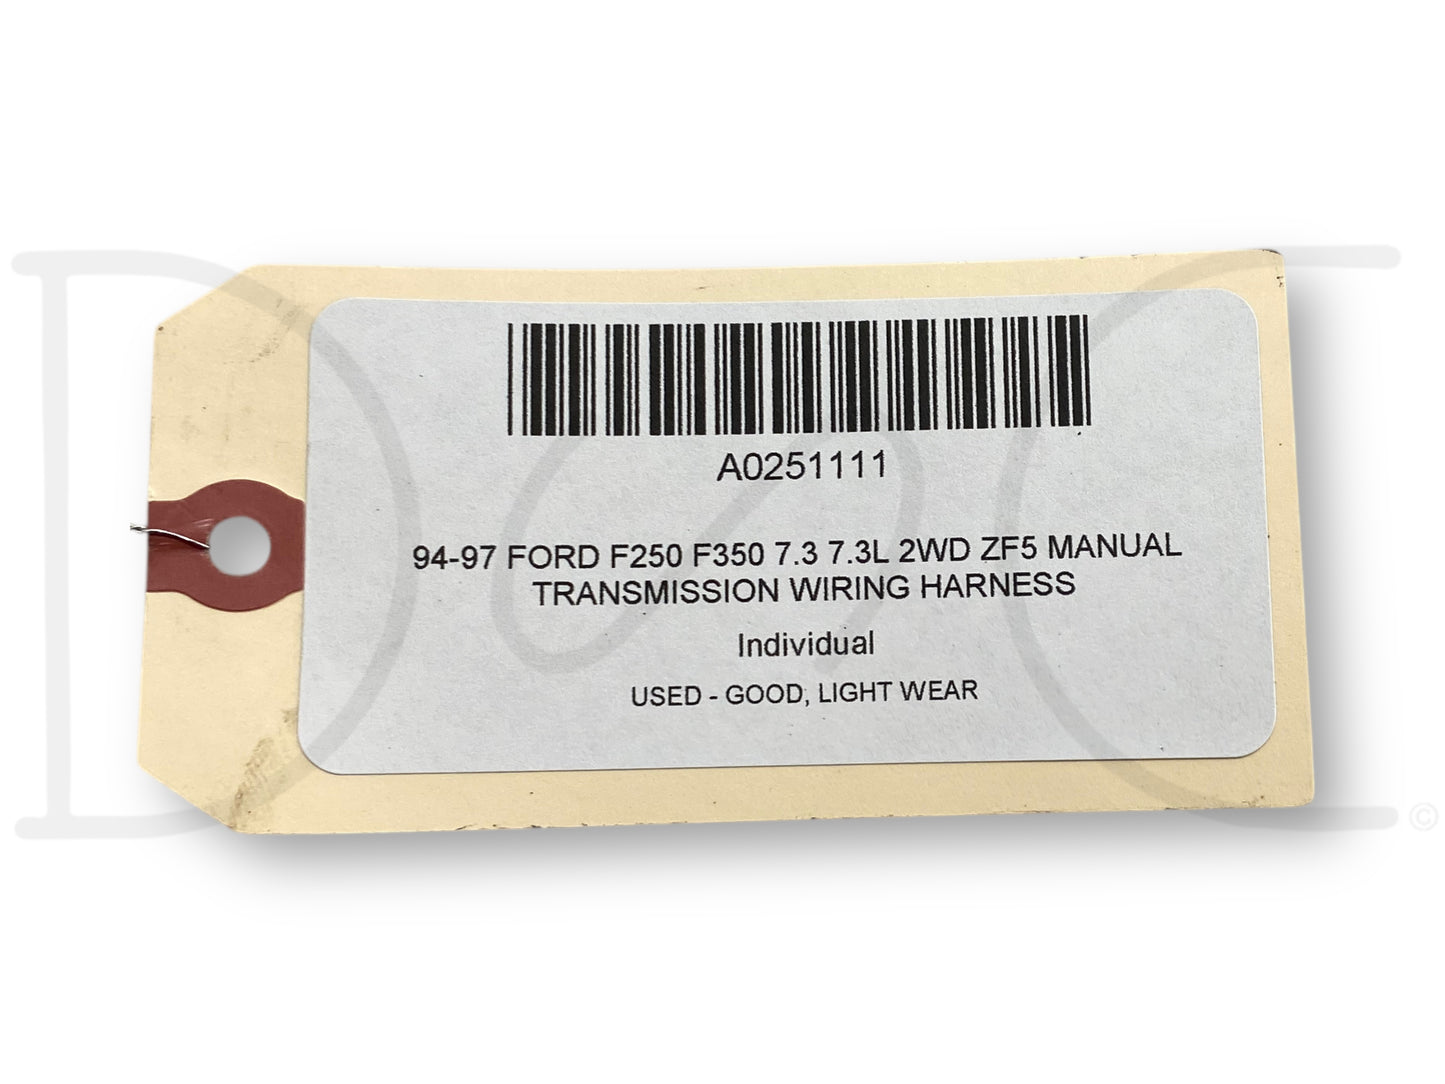 A0251111
94-97 FORD F250 F350 7.3 7.3L 2WD ZF5 MANUAL
TRANSMISSION WIRING HARNESS
Individual
USED - GOOD, LIGHT WEAR
D C
©